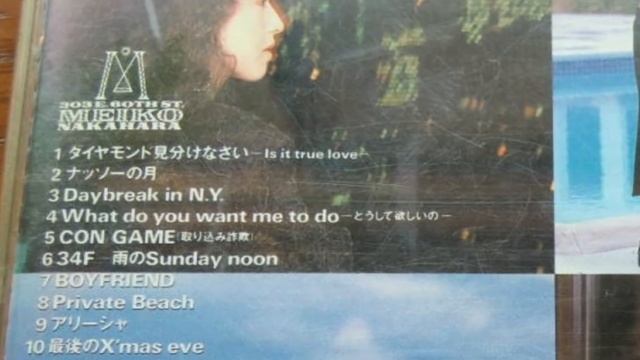 M
303 E. 60TH ST.
MEIKO
NAKAHARA
1 ダイヤモンド見分けなさい—Is it true love—
2 ナッソーの月
3 Daybreak in N.Y.
4 What do you want me to do—とうして欲しいの—
5 CON GAME(取り込み詐欺)
6 34F 雨のSunday noon
7 BOYFRIEND
8 Private Beach
9 アリーシャ
10 最後のX'mas eve